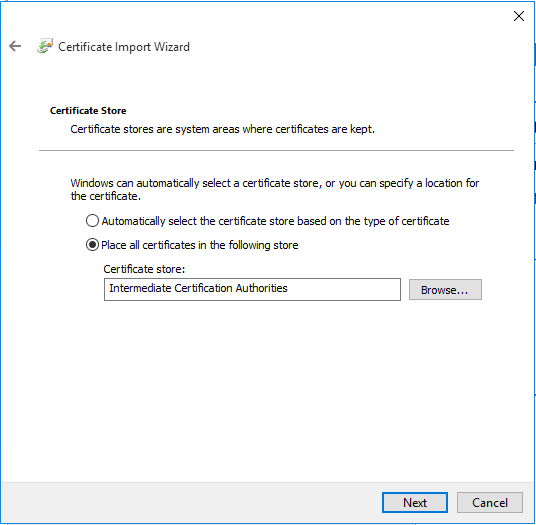 Certificate Import Wizard
Certificate Store
Certificate stores are system areas where certificates are kept.
Windows can automatically select a certificate store, or you can specify a location for
the certificate.
Automatically select the certificate store based on the type of certificate
Place all certificates in the following store
Certificate store:
Intermediate Certification Authorities
Browse...
Next
Cancel